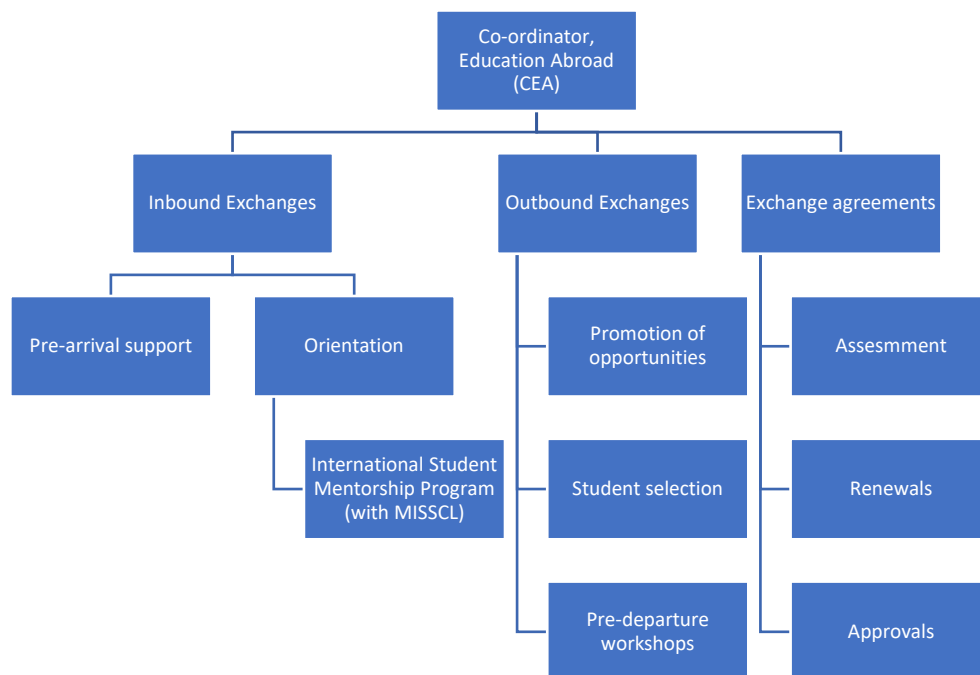 Co-ordinator,
Education Abroad
(CEA)
Inbound Exchanges
Outbound Exchanges
Exchange agreements
Pre-arrival support
Orientation
Promotion of
opportunities
Assesmment
International Student
Mentorship Program
(with MISSCL)
Student selection
Renewals
Pre-departure
workshops
Approvals